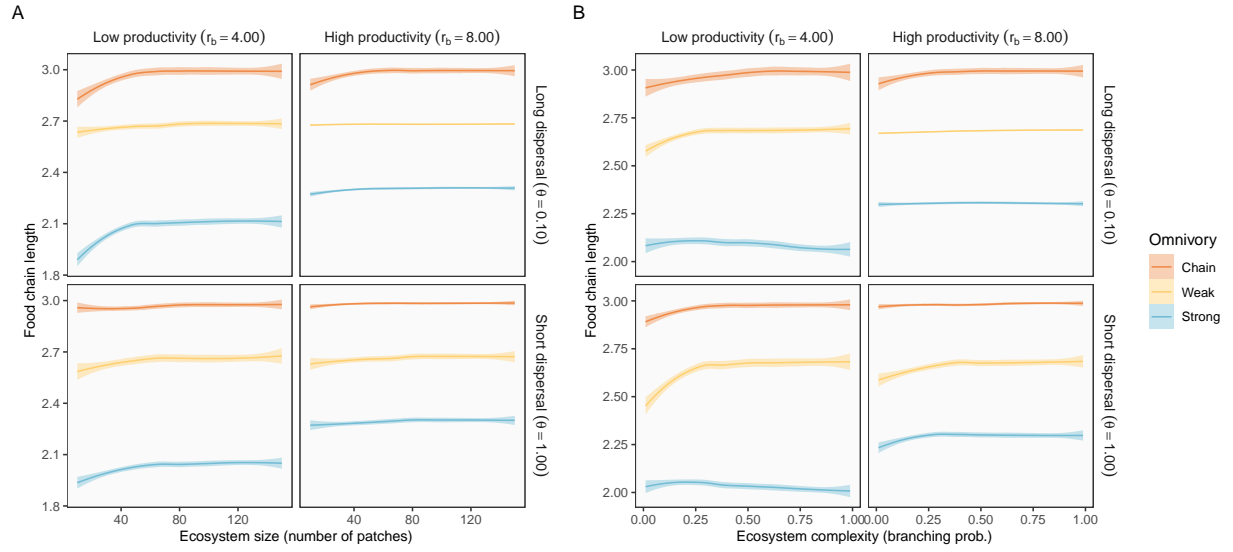 A
B
Low productivity (r_b = 4.00)
High productivity (r_b = 8.00)
Low productivity (r_b = 4.00)
High productivity (r_b = 8.00)
3.0
2.7
2.4
2.1
1.8
Long dispersal (θ = 0.10)
3.0
2.7
2.4
2.1
1.8
Short dispersal (θ = 1.00)
Food chain length
40
80
120
40
80
120
Ecosystem size (number of patches)
3.00
2.75
2.50
2.25
2.00
Long dispersal (θ = 0.10)
3.00
2.75
2.50
2.25
2.00
Short dispersal (θ = 1.00)
Food chain length
0.00
0.25
0.50
0.75
1.00
0.00
0.25
0.50
0.75
1.00
Ecosystem complexity (branching prob.)
Omnivory
Chain
Weak
Strong